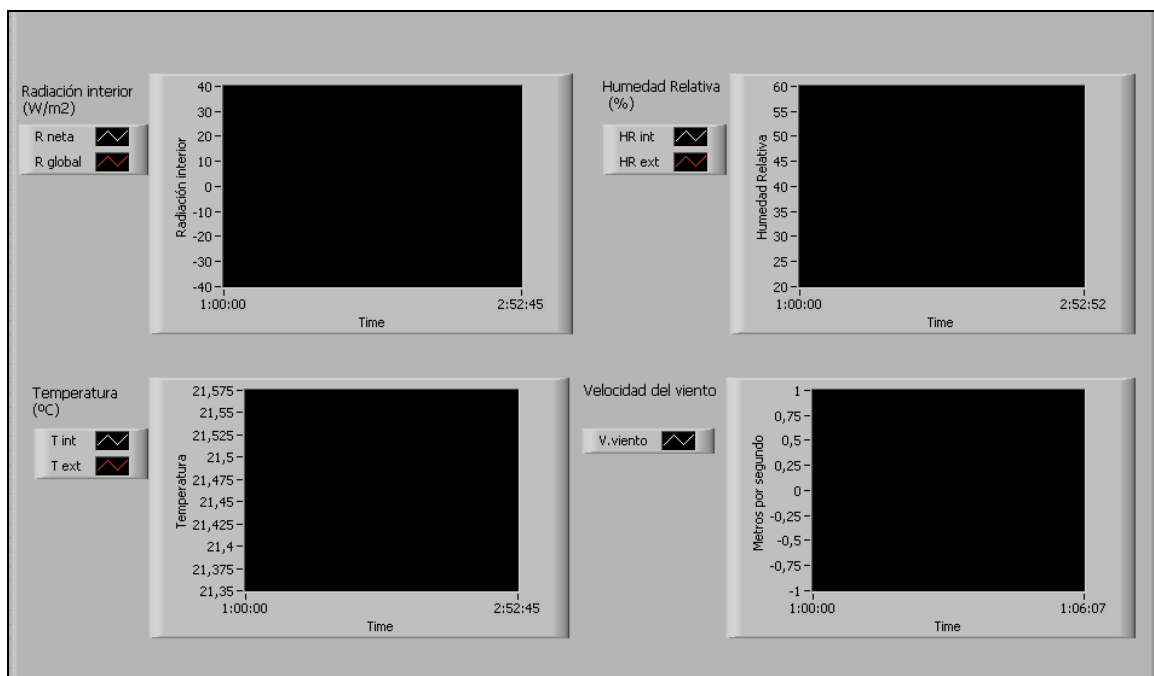 Radiación interior
(W/m2)
R neta
R global
Radiación interior
40
30
20
10
0
-10
-20
-30
-40
1:00:00
2:52:45
Time
Humedad Relativa
(%)
HR int
HR ext
Humedad Relativa
60
55
50
45
40
35
30
25
20
1:00:00
2:52:52
Time
Temperatura
(ºC)
T int
T ext
Temperatura
21,575
21,55
21,525
21,5
21,475
21,45
21,425
21,4
21,375
21,35
1:00:00
2:52:45
Time
Velocidad del viento
V.viento
Metros por segundo
1
0,75
0,5
0,25
0
-0,25
-0,5
-0,75
-1
1:00:00
1:06:07
Time